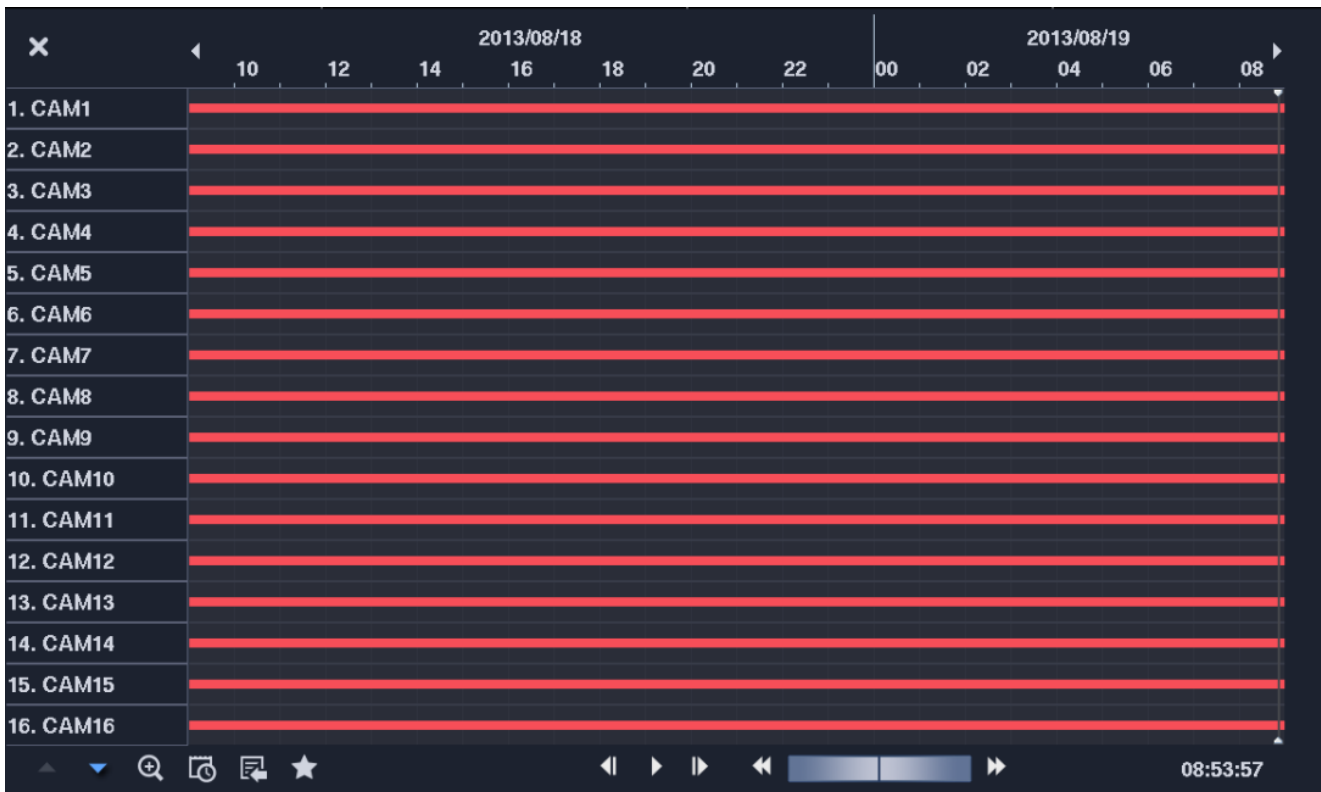 2013/08/18 2013/08/19
10 12 14 16 18 20 22 00 02 04 06 08
1. CAM1
2. CAM2
3. CAM3
4. CAM4
5. CAM5
6. CAM6
7. CAM7
8. CAM8
9. CAM9
10. CAM10
11. CAM11
12. CAM12
13. CAM13
14. CAM14
15. CAM15
16. CAM16
08:53:57